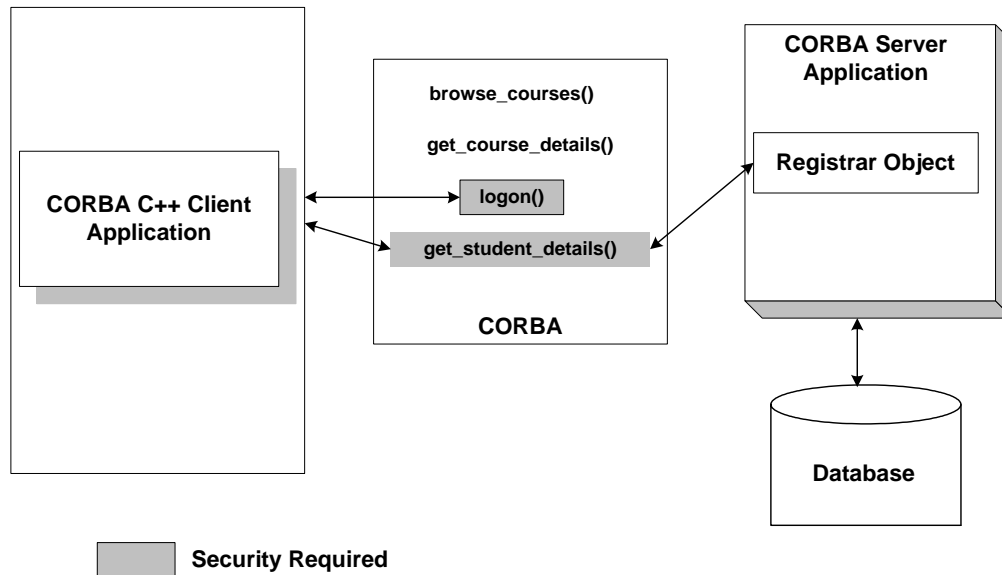 CORBA C++ Client
Application
browse_courses()
get_course_details()
logon()
get_student_details()
CORBA
CORBA Server
Application
Registrar Object
Database
Security Required